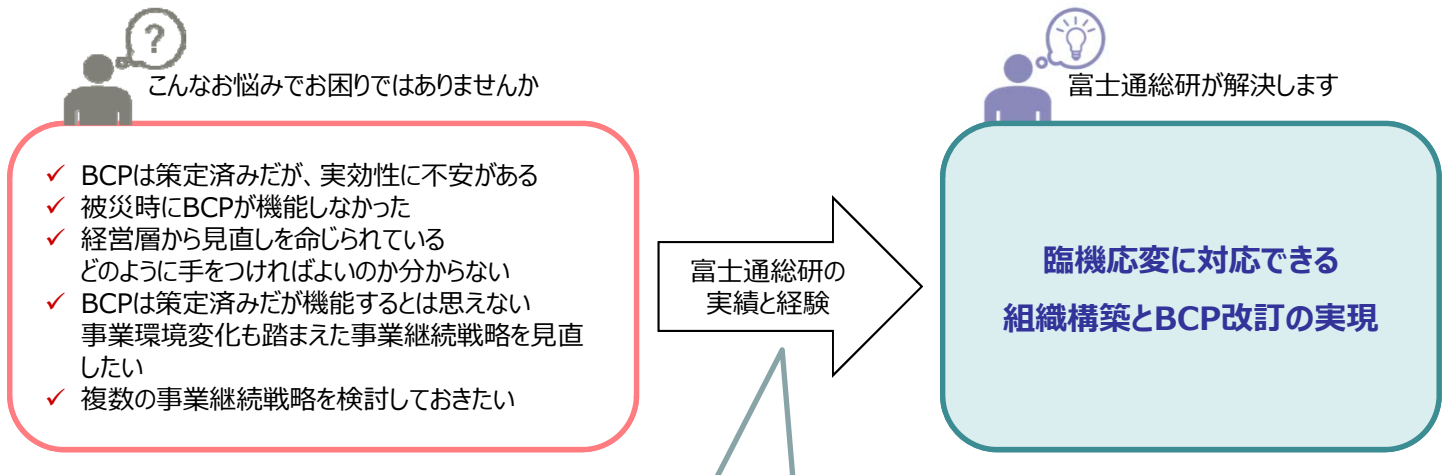 ?
こんなお悩みでお困りではありませんか
✓ BCPは策定済みだが、実効性に不安がある
✓ 被災時にBCPが機能しなかった
✓ 経営層から見直しを命じられている
どのように手をつければよいのか分からない
✓ BCPは策定済みだが機能するとは思えない
事業環境変化も踏まえた事業継続戦略を見直
したい
✓ 複数の事業継続戦略を検討しておきたい
富士通総研の
実績と経験
富士通総研が解決します
臨機応変に対応できる
組織構築とBCP改訂の実現